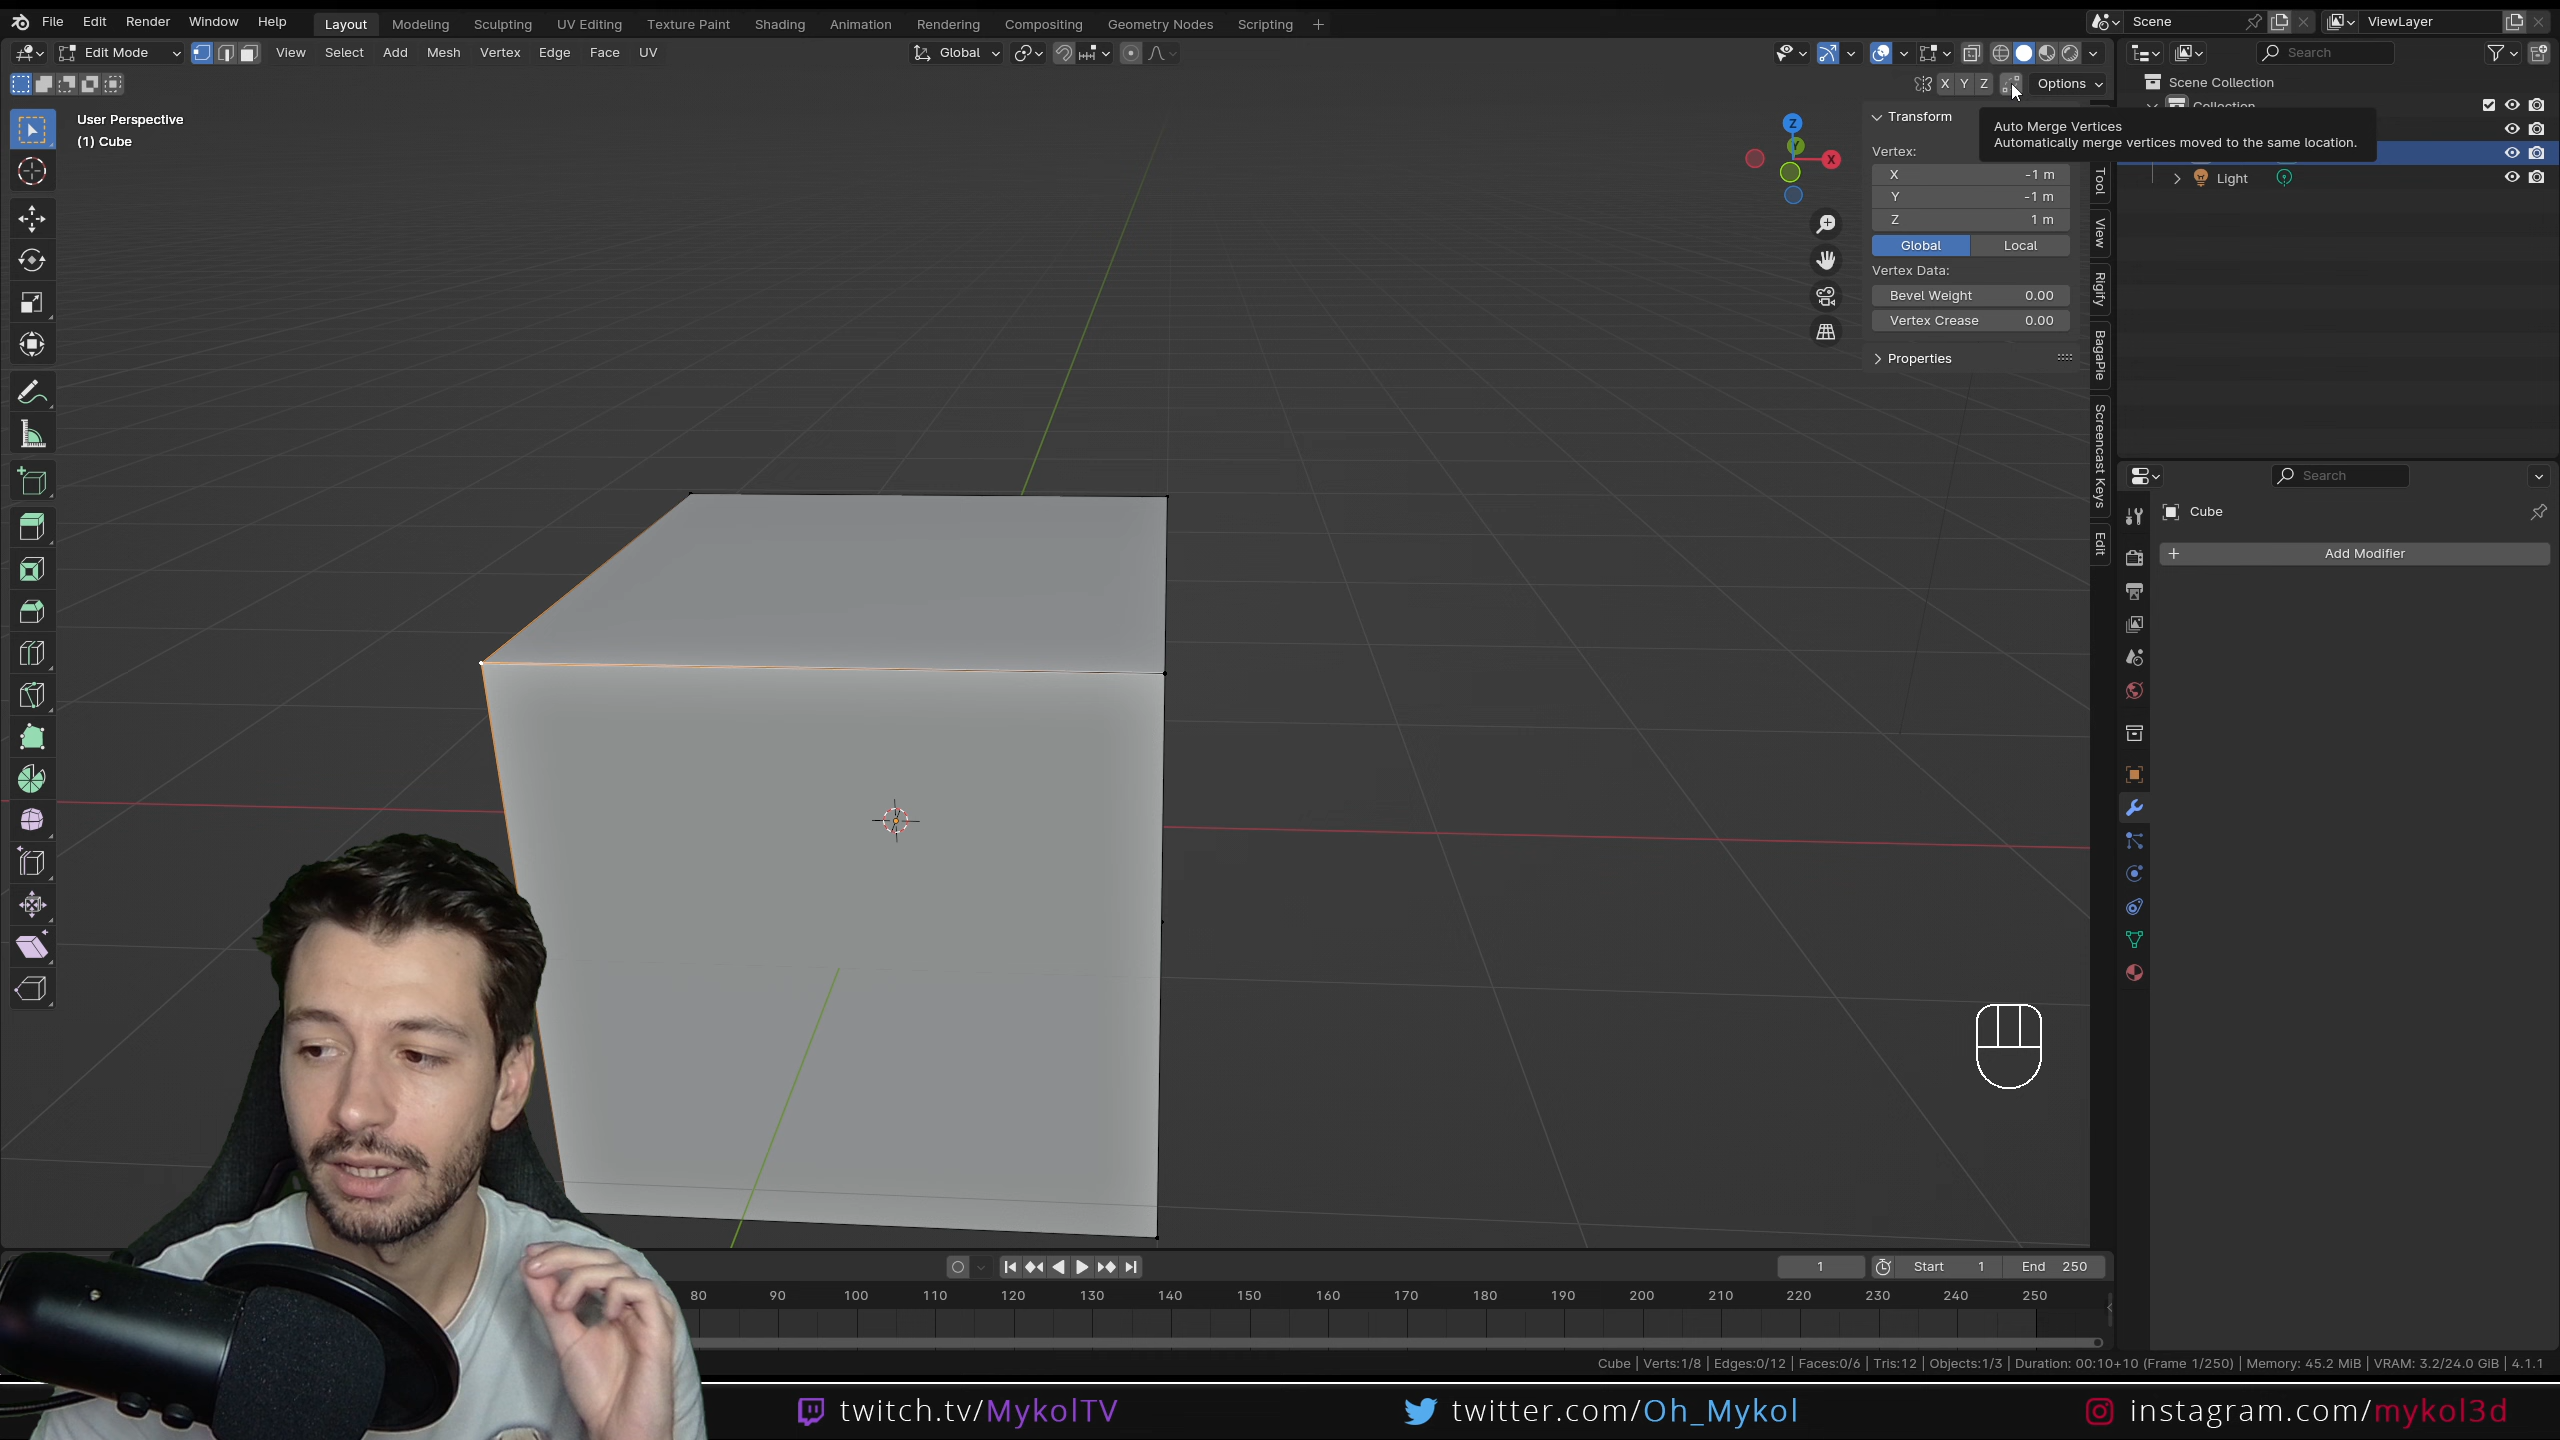 File Edit Render Window Help Layout Modeling Sculpting UV Editing Texture Paint Shading Animation Rendering Compositing Geometry Nodes Scripting + Scene ViewLayer
Edit Mode View Select Add Mesh Vertex Edge Face UV Global Search
X Y Z Options
Scene Collection
Collection
User Perspective
(1) Cube
Z
Y
X
Transform
Auto Merge Vertices
Automatically merge vertices moved to the same location.
Vertex:
X -1 m
Y -1 m
Z 1 m
Global Local
Vertex Data:
Bevel Weight 0.00
Vertex Crease 0.00
Properties
Tool
View
Rigify
BagaPie
Screencast Keys
Edit
Light
Search
Cube
Add Modifier
1 Start 1 End 250
80 90 100 110 120 130 140 150 160 170 180 190 200 210 220 230 240 250
Cube | Verts:1/8 | Edges:0/12 | Faces:0/6 | Tris:12 | Objects:1/3 | Duration: 00:10+10 (Frame 1/250) | Memory: 45.2 MiB | VRAM: 3.2/24.0 GiB | 4.1.1
twitch.tv/MykolTV twitter.com/Oh_Mykol instagram.com/mykol3d